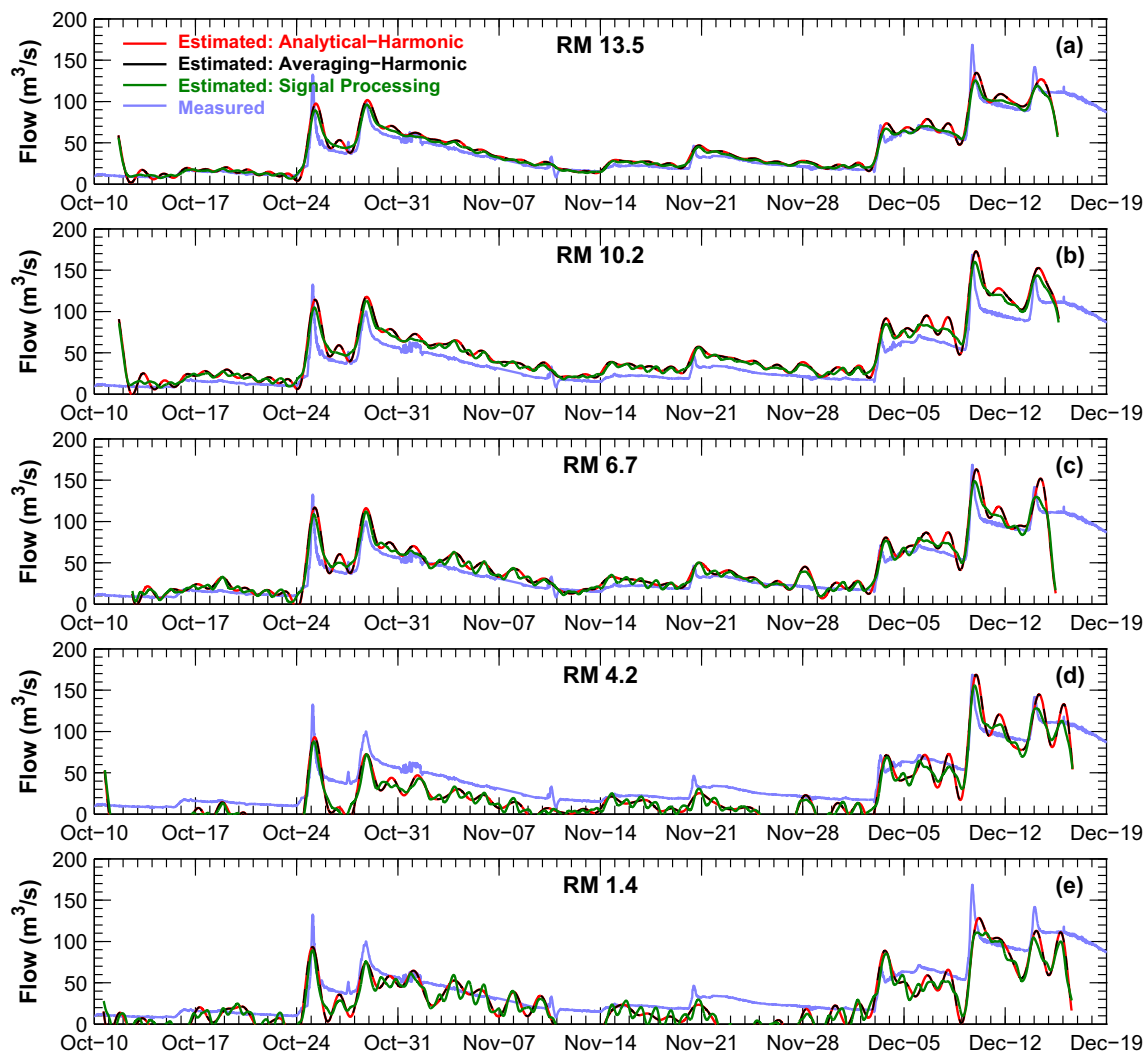 200
150
100
50
0
Flow (m³/s)
Estimated: Analytical−Harmonic
Estimated: Averaging−Harmonic
Estimated: Signal Processing
Measured
RM 13.5
(a)
Oct−10 Oct−17 Oct−24 Oct−31 Nov−07 Nov−14 Nov−21 Nov−28 Dec−05 Dec−12 Dec−19
200
150
100
50
0
Flow (m³/s)
RM 10.2
(b)
Oct−10 Oct−17 Oct−24 Oct−31 Nov−07 Nov−14 Nov−21 Nov−28 Dec−05 Dec−12 Dec−19
200
150
100
50
0
Flow (m³/s)
RM 6.7
(c)
Oct−10 Oct−17 Oct−24 Oct−31 Nov−07 Nov−14 Nov−21 Nov−28 Dec−05 Dec−12 Dec−19
200
150
100
50
0
Flow (m³/s)
RM 4.2
(d)
Oct−10 Oct−17 Oct−24 Oct−31 Nov−07 Nov−14 Nov−21 Nov−28 Dec−05 Dec−12 Dec−19
200
150
100
50
0
Flow (m³/s)
RM 1.4
(e)
Oct−10 Oct−17 Oct−24 Oct−31 Nov−07 Nov−14 Nov−21 Nov−28 Dec−05 Dec−12 Dec−19